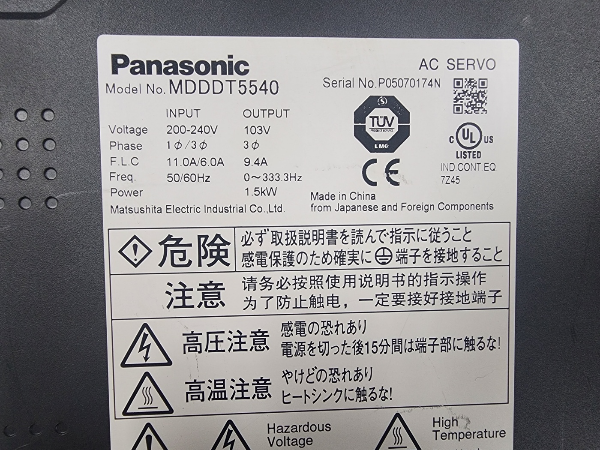 Panasonic
AC SERVO
Model No. MDDDT5540
Serial No. P05070174N
INPUT OUTPUT
Voltage 200-240V 103V
Phase 1ϕ/3ϕ 3ϕ
F.L.C 11.0A/6.0A 9.4A
Freq. 50/60Hz 0～333.3Hz
Power 1.5kW
Matsushita Electric Industrial Co.,Ltd.
TÜV
CE
C UL US
LISTED
IND.CONT.EQ.
7Z45
Made in China
from Japanese and Foreign Components
危険
必ず取扱説明書を読んで指示に従うこと
感電保護のため確実に端子を接地すること
注意
请务必按照使用说明书的指示操作
为了防止触电，一定要接好接地端子
高圧注意
感電の恐れあり
電源を切った後15分間は端子部に触るな!
高温注意
やけどの恐れあり
ヒートシンクに触るな!
Hazardous
Voltage
High
Temperature